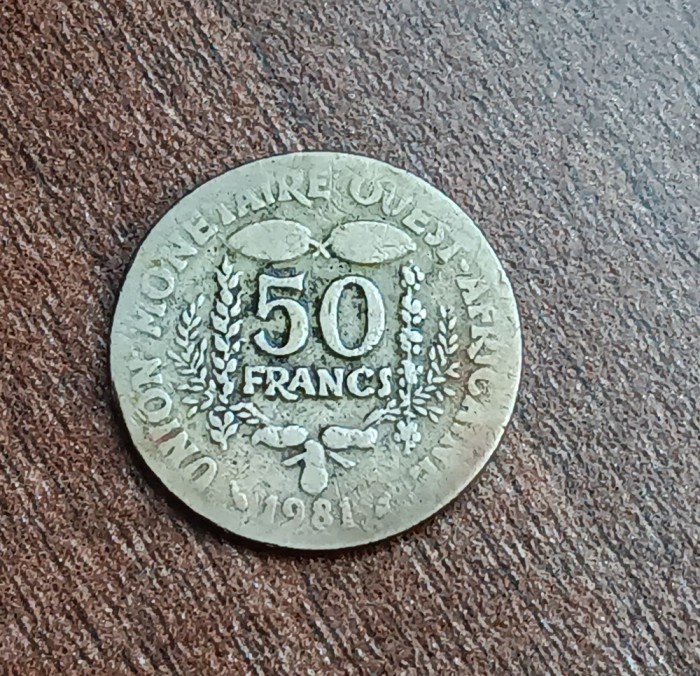 UNION MONETAIRE OUEST-AFRICAINE
50
FRANCS
1981